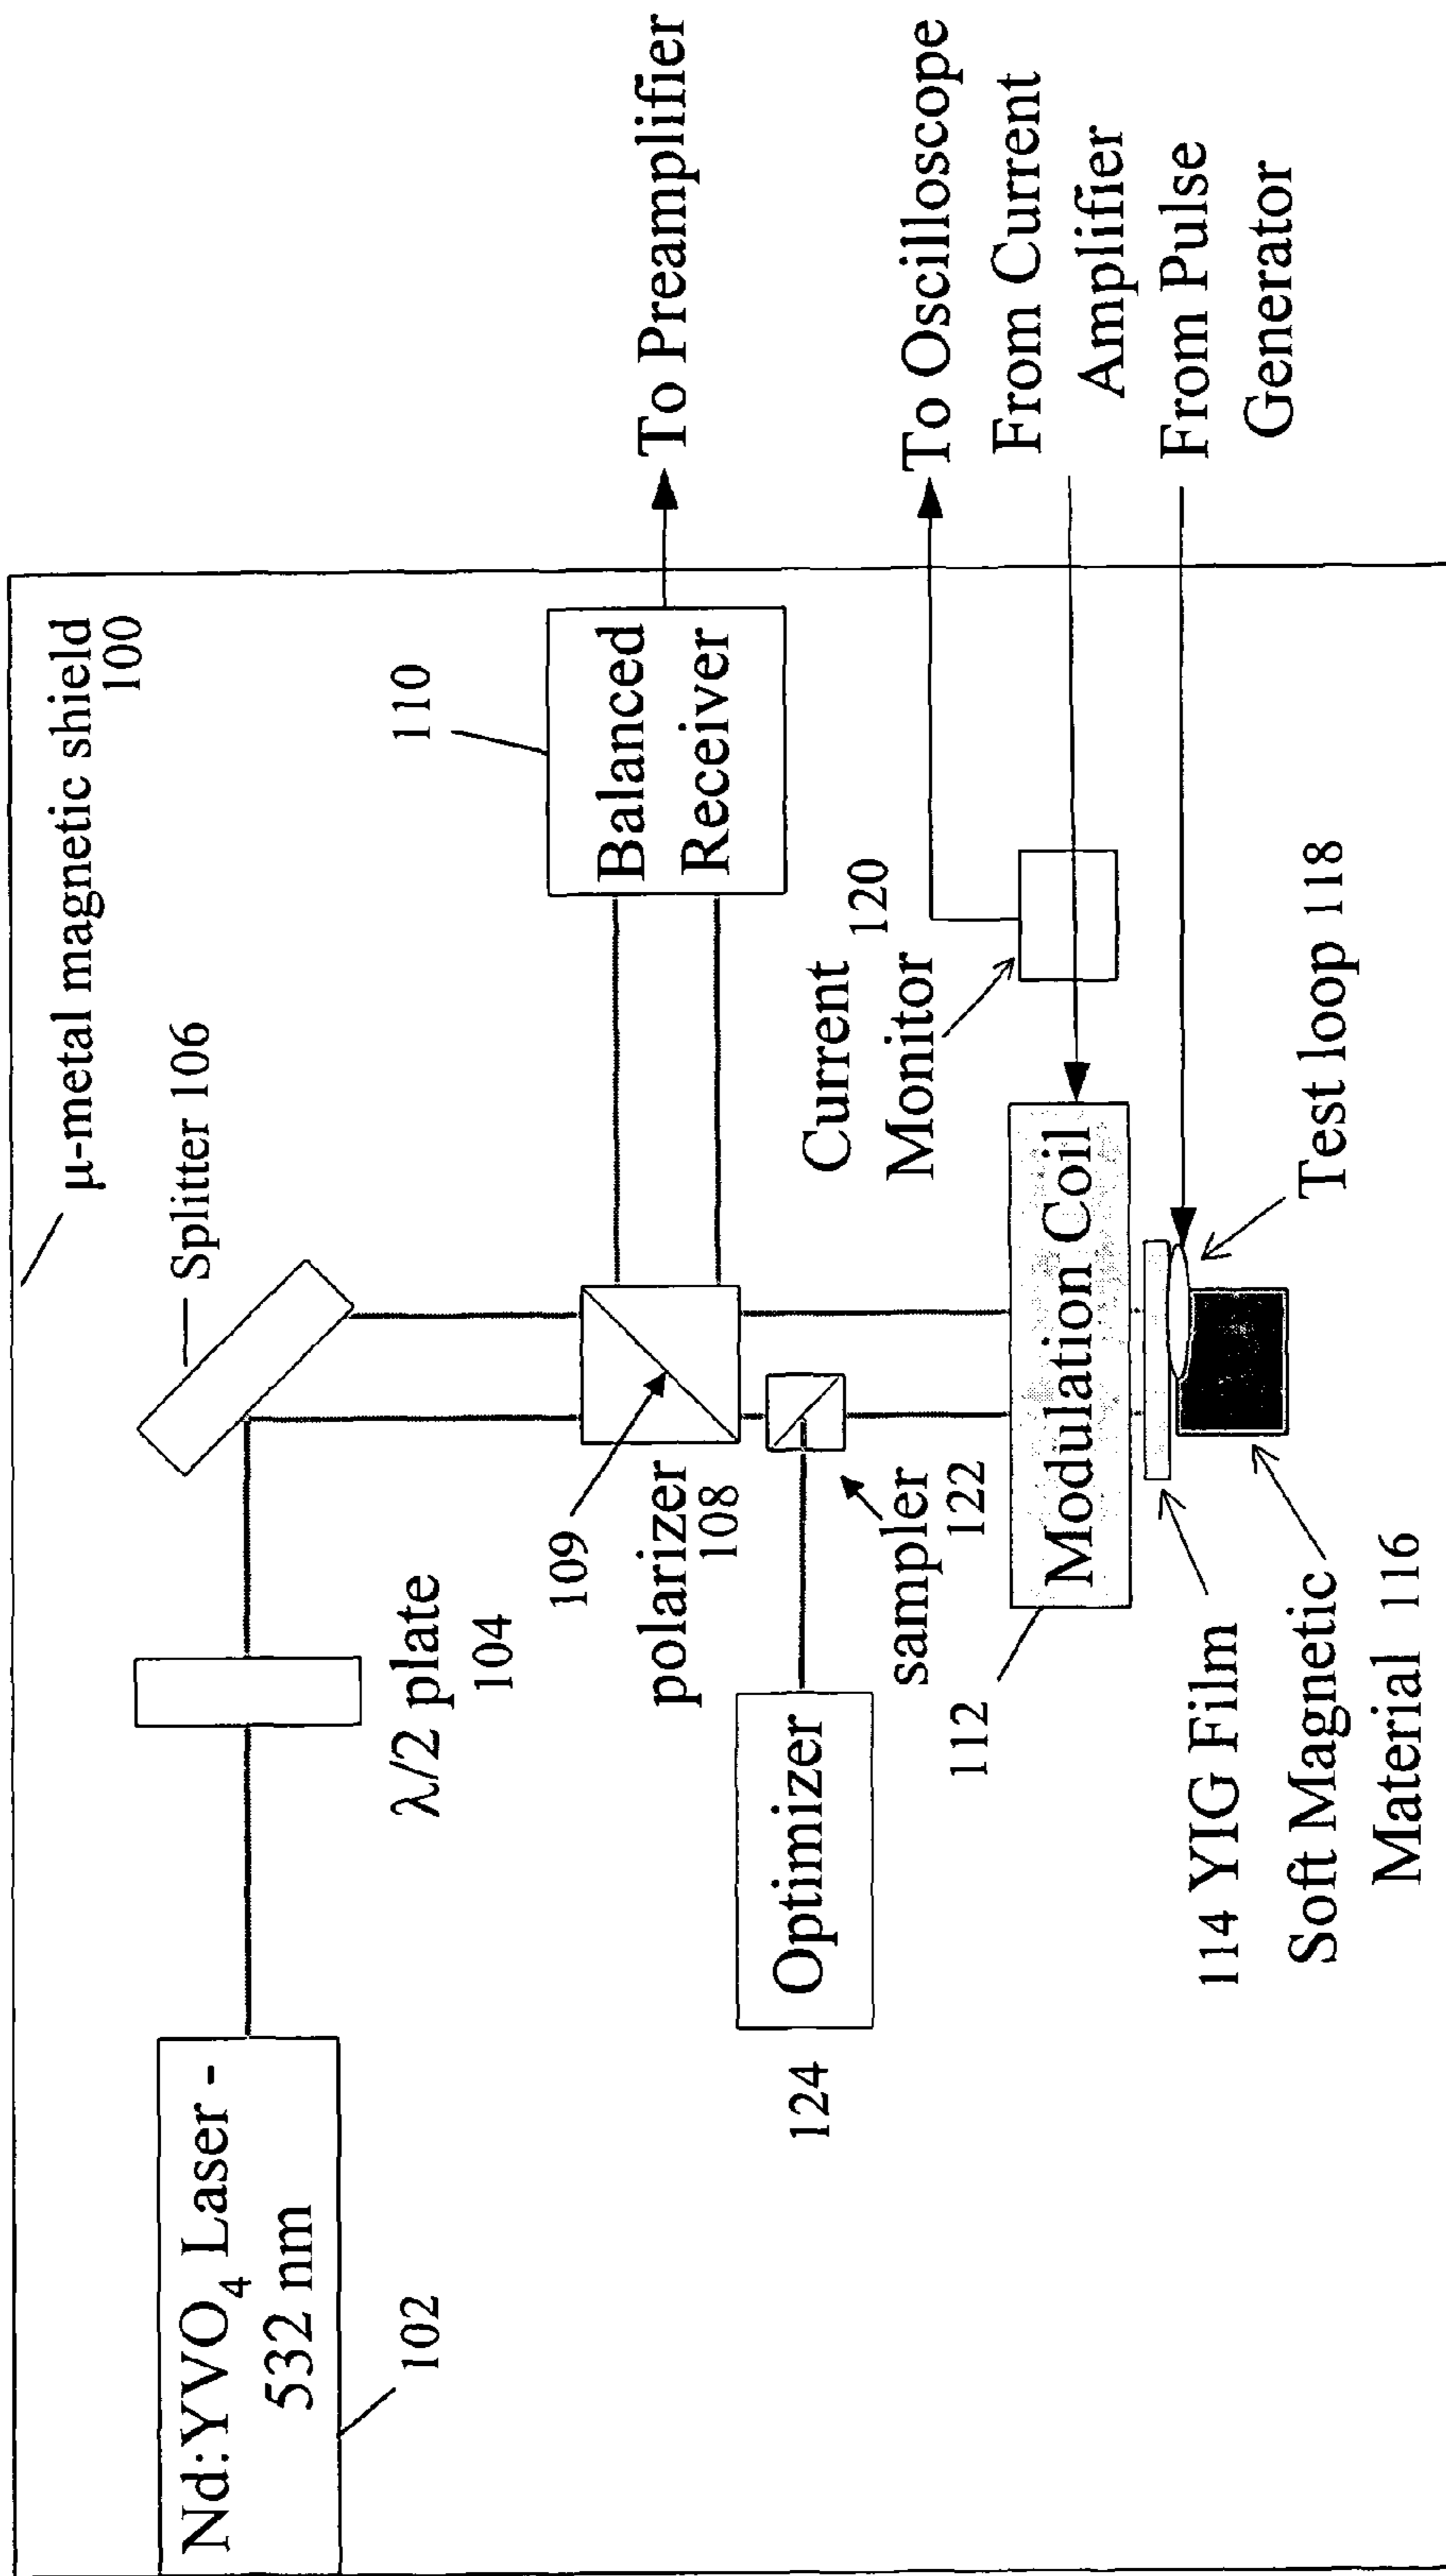 μ-metal magnetic shield
100
Nd:YVO4 Laser -
532 nm
102
λ/2 plate
104
Splitter 106
109
polarizer
108
110
Balanced
Receiver
To Preamplifier
Optimizer
124
sampler
122
Current
Monitor
120
To Oscilloscope
From Current
Amplifier
From Pulse
Generator
Modulation Coil
112
114 YIG Film
Soft Magnetic
Material 116
Test loop 118